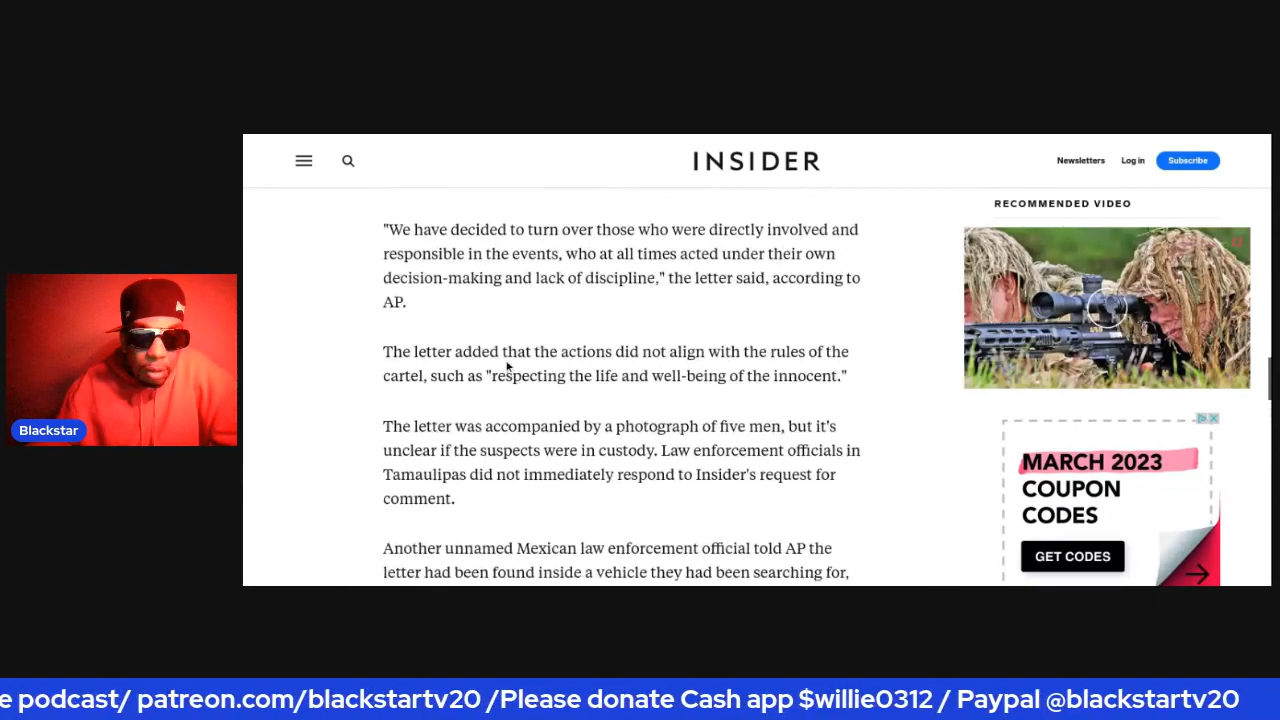 INSIDER
Newsletters
Log in
Subscribe
"We have decided to turn over those who were directly involved and
responsible in the events, who at all times acted under their own
decision-making and lack of discipline," the letter said, according to
AP.
The letter added that the actions did not align with the rules of the
cartel, such as "respecting the life and well-being of the innocent."
The letter was accompanied by a photograph of five men, but it's
unclear if the suspects were in custody. Law enforcement officials in
Tamaulipas did not immediately respond to Insider's request for
comment.
Another unnamed Mexican law enforcement official told AP the
letter had been found inside a vehicle they had been searching for,
RECOMMENDED VIDEO
MARCH 2023
COUPON
CODES
GET CODES
Blackstar
e podcast/ patreon.com/blackstartv20 /Please donate Cash app $willie0312 / Paypal @blackstartv20